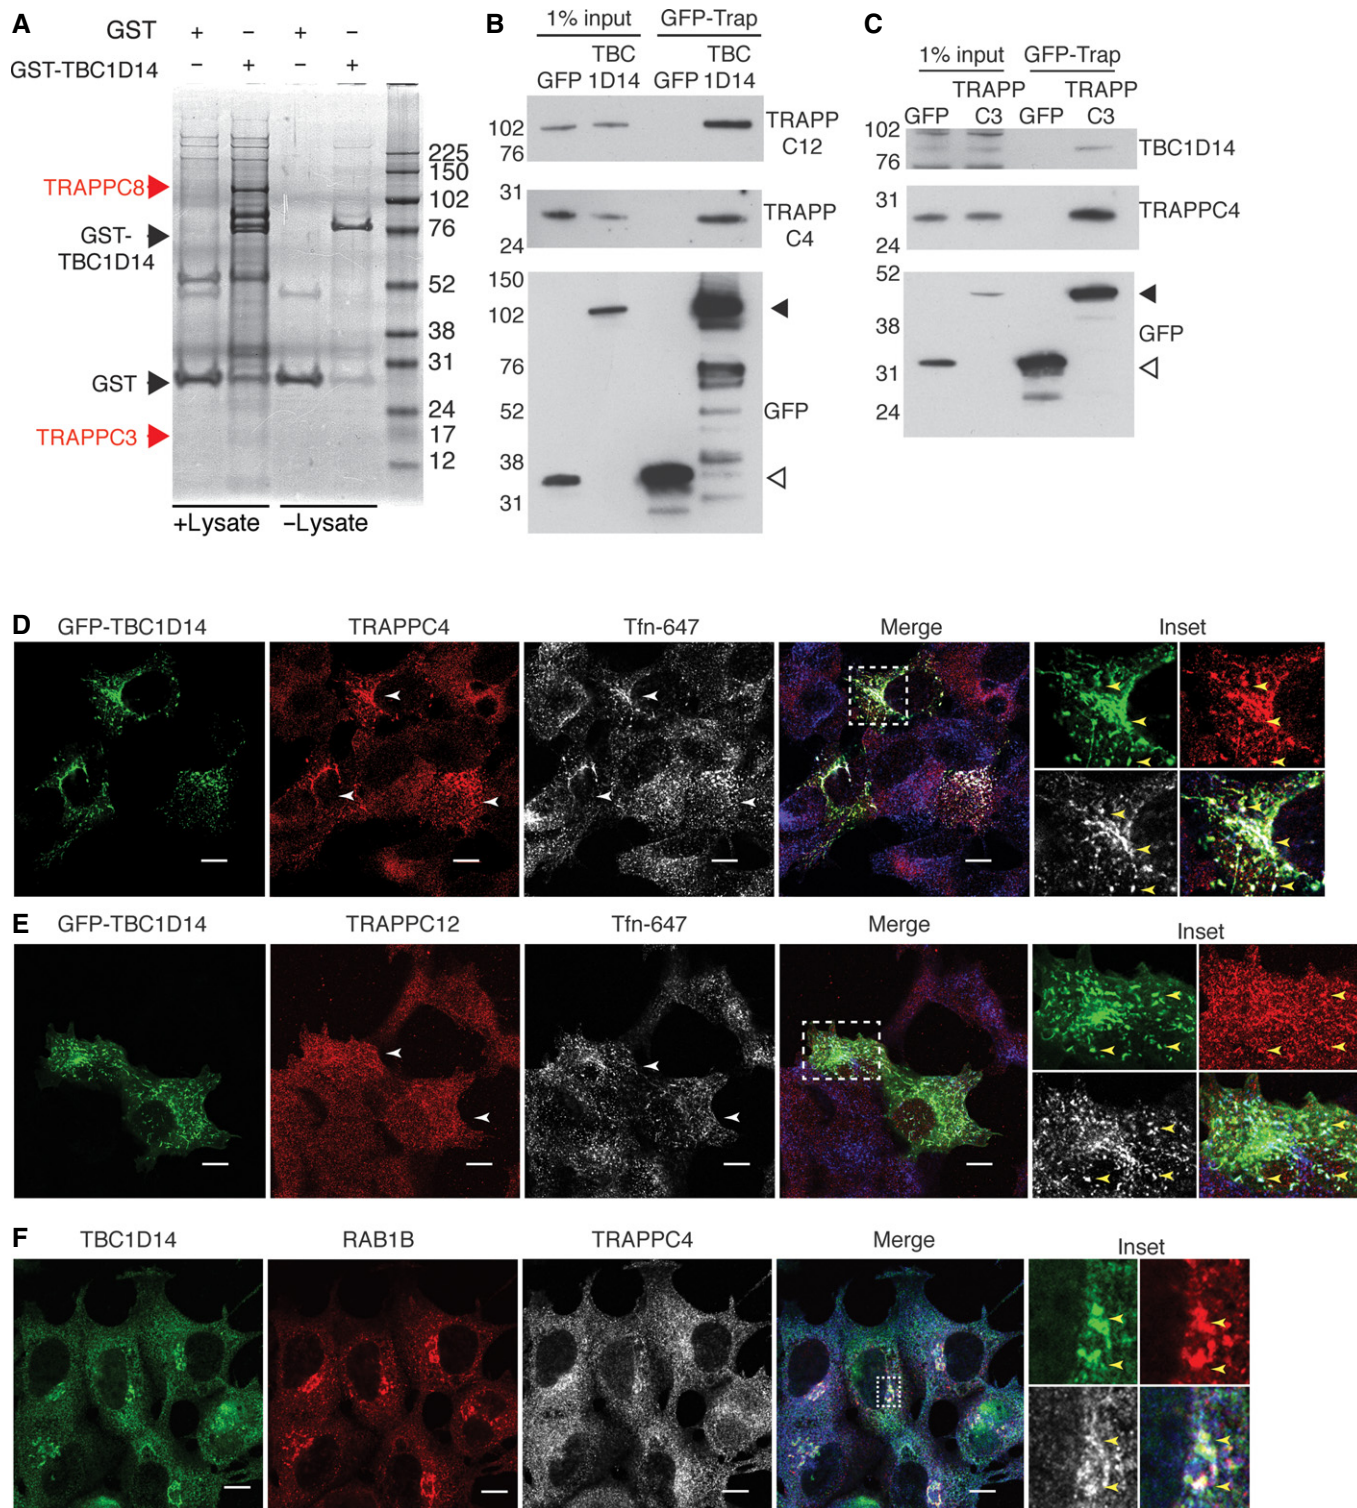 A
GST + – + –
GST-TBC1D14 – + – +
225
150
102
76
52
38
31
24
17
12
TRAPPC8
GST-
TBC1D14
GST
TRAPPC3
+Lysate –Lysate
B
1% input GFP-Trap
TBC TBC
GFP 1D14 GFP 1D14
102
76
TRAPP
C12
31
24
TRAPP
C4
150
102
76
52
38
31
GFP
C
1% input GFP-Trap
TRAPP TRAPP
GFP C3 GFP C3
102
76
TBC1D14
31
24
TRAPPC4
52
38
31
24
GFP
D
GFP-TBC1D14 TRAPPC4 Tfn-647 Merge Inset
E
GFP-TBC1D14 TRAPPC12 Tfn-647 Merge Inset
F
TBC1D14 RAB1B TRAPPC4 Merge Inset